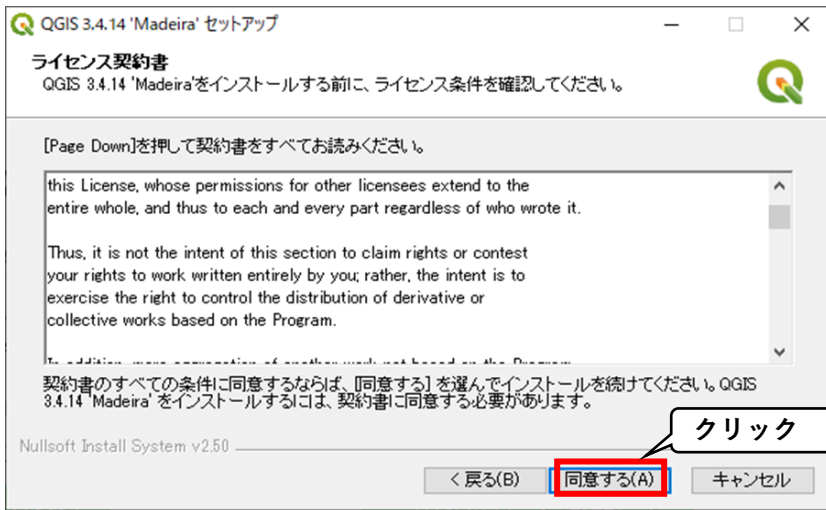 QGIS 3.4.14 'Madeira' セットアップ
ライセンス契約書
QGIS 3.4.14 'Madeira'をインストールする前に、ライセンス条件を確認してください。
[Page Down]を押して契約書をすべてお読みください。
this License, whose permissions for other licensees extend to the
entire whole, and thus to each and every part regardless of who wrote it.
Thus, it is not the intent of this section to claim rights or contest
your rights to work written entirely by you; rather, the intent is to
exercise the right to control the distribution of derivative or
collective works based on the Program.
In addition, mere aggregation of another work not based on the Program
契約書のすべての条件に同意するならば、[同意する] を選んでインストールを続けてください。QGIS
3.4.14 'Madeira' をインストールするには、契約書に同意する必要があります。
クリック
Nullsoft Install System v2.50
< 戻る(B)
同意する(A)
キャンセル